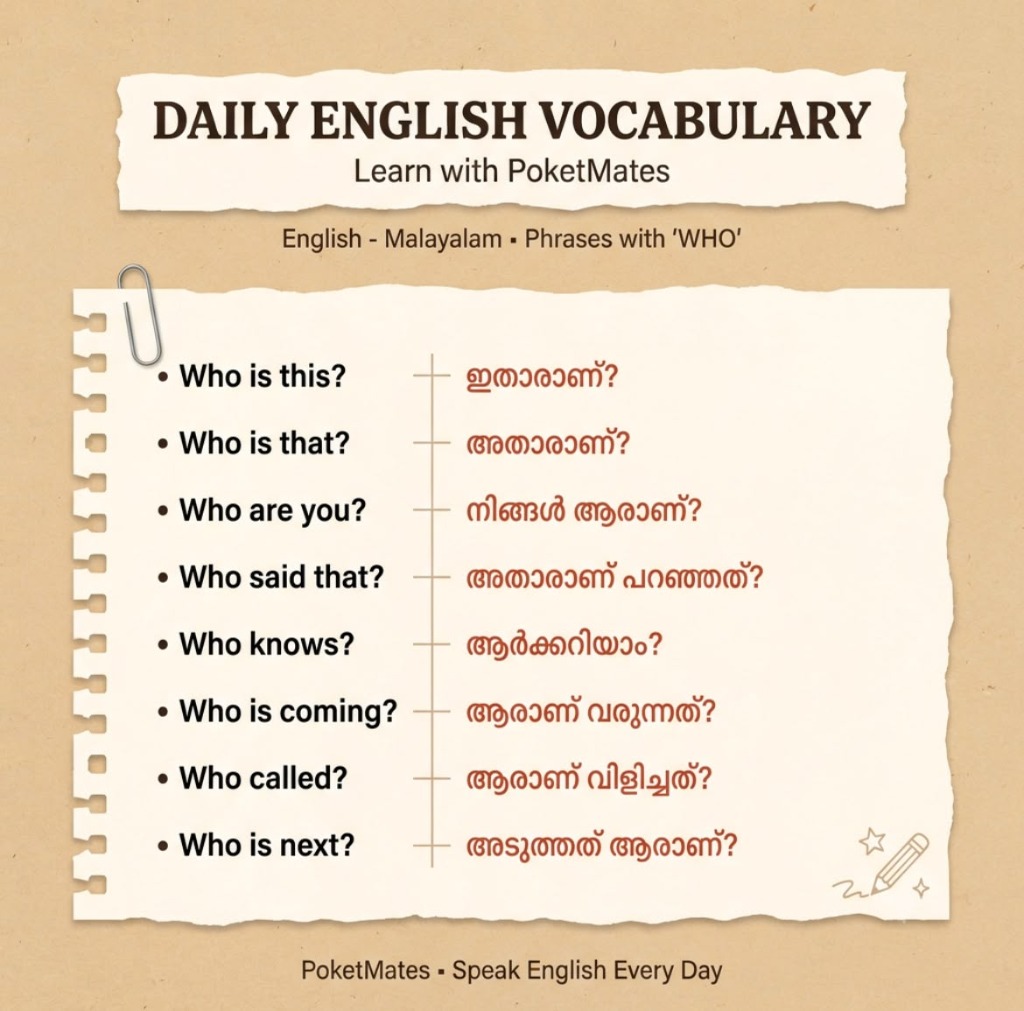 DAILY ENGLISH VOCABULARY
Learn with PoketMates
English - Malayalam ▪ Phrases with 'WHO'
• Who is this? ഇതാരാണ്?
• Who is that? അതാരാണ്?
• Who are you? നിങ്ങൾ ആരാണ്?
• Who said that? അതാരാണ് പറഞ്ഞത്?
• Who knows? ആർക്കറിയാം?
• Who is coming? ആരാണ് വരുന്നത്?
• Who called? ആരാണ് വിളിച്ചത്?
• Who is next? അടുത്തത് ആരാണ്?
PoketMates ▪ Speak English Every Day